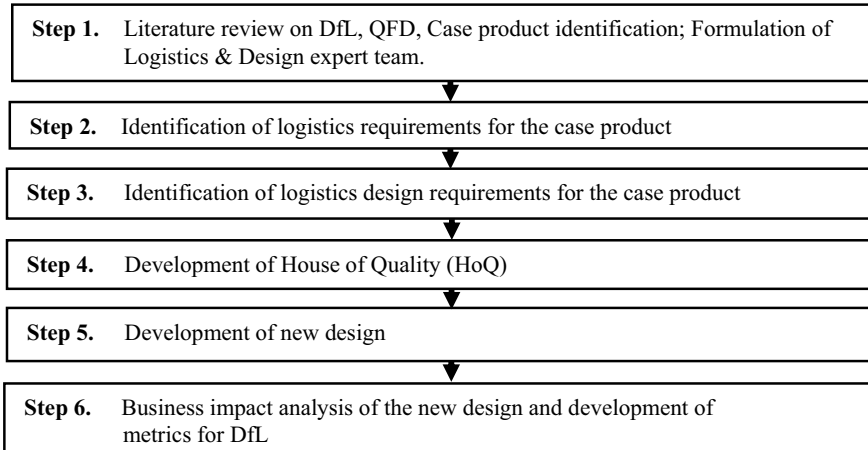 Step 1. Literature review on DfL, QFD, Case product identification; Formulation of
Logistics & Design expert team.
Step 2. Identification of logistics requirements for the case product
Step 3. Identification of logistics design requirements for the case product
Step 4. Development of House of Quality (HoQ)
Step 5. Development of new design
Step 6. Business impact analysis of the new design and development of
metrics for DfL